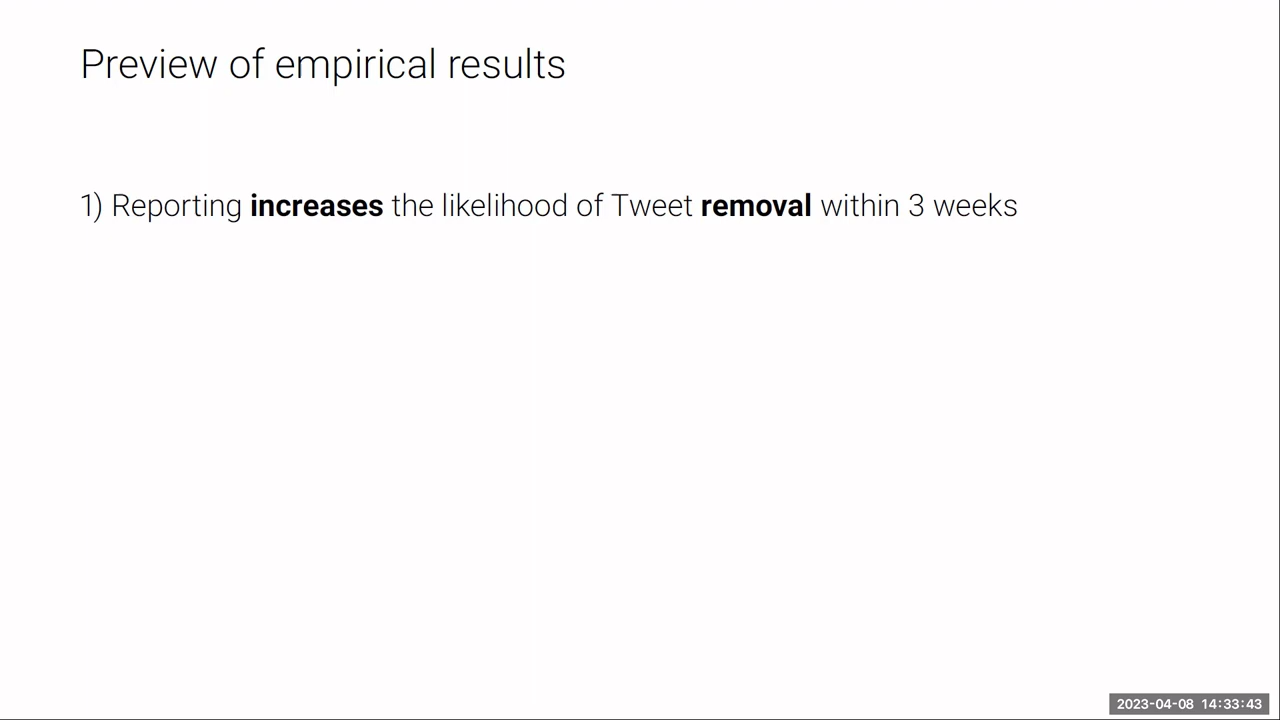 Preview of empirical results
1) Reporting increases the likelihood of Tweet removal within 3 weeks
2023-04-08 14:33:43